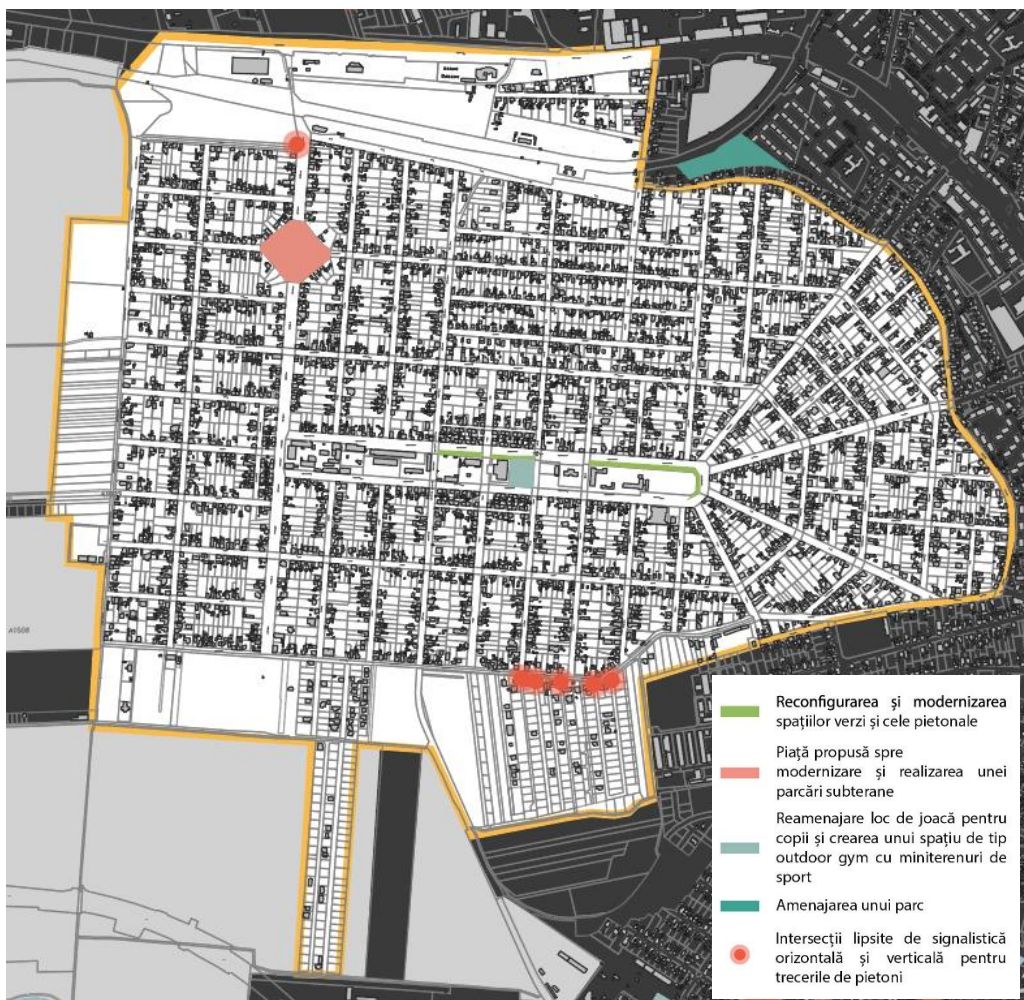 Reconfigurarea și modernizarea
spațiilor verzi și cele pietonale
Piață propusă spre
modernizare și realizarea unei
parcări subterane
Reamenajare loc de joacă pentru
copii și crearea unui spațiu de tip
outdoor gym cu miniterenuri de
sport
Amenajarea unui parc
Intersecții lipsite de signalistică
orizontală și verticală pentru
trecerile de pietoni